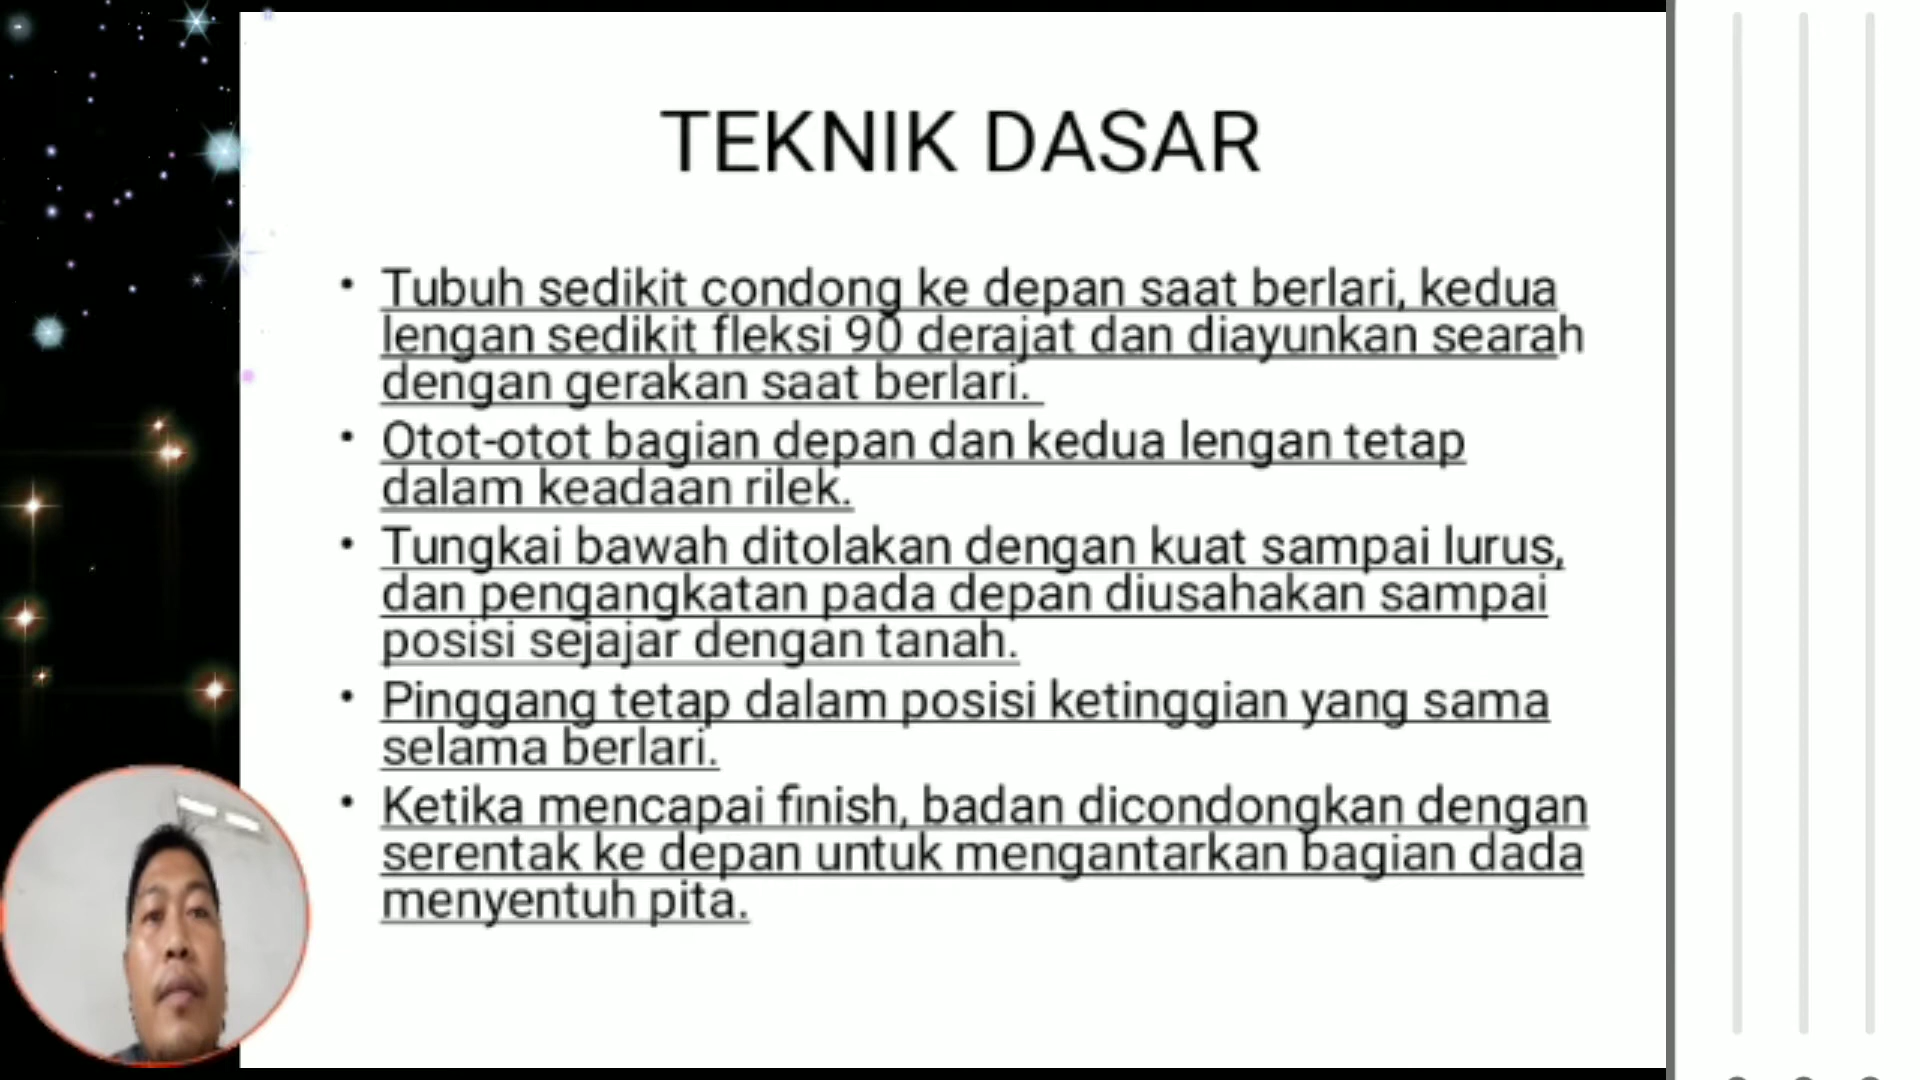 TEKNIK DASAR
• Tubuh sedikit condong ke depan saat berlari, kedua
lengan sedikit fleksi 90 derajat dan diayunkan searah
dengan gerakan saat berlari.
• Otot-otot bagian depan dan kedua lengan tetap
dalam keadaan rilek.
• Tungkai bawah ditolakan dengan kuat sampai lurus,
dan pengangkatan pada depan diusahakan sampai
posisi sejajar dengan tanah.
• Pinggang tetap dalam posisi ketinggian yang sama
selama berlari.
• Ketika mencapai finish, badan dicondongkan dengan
serentak ke depan untuk mengantarkan bagian dada
menyentuh pita.